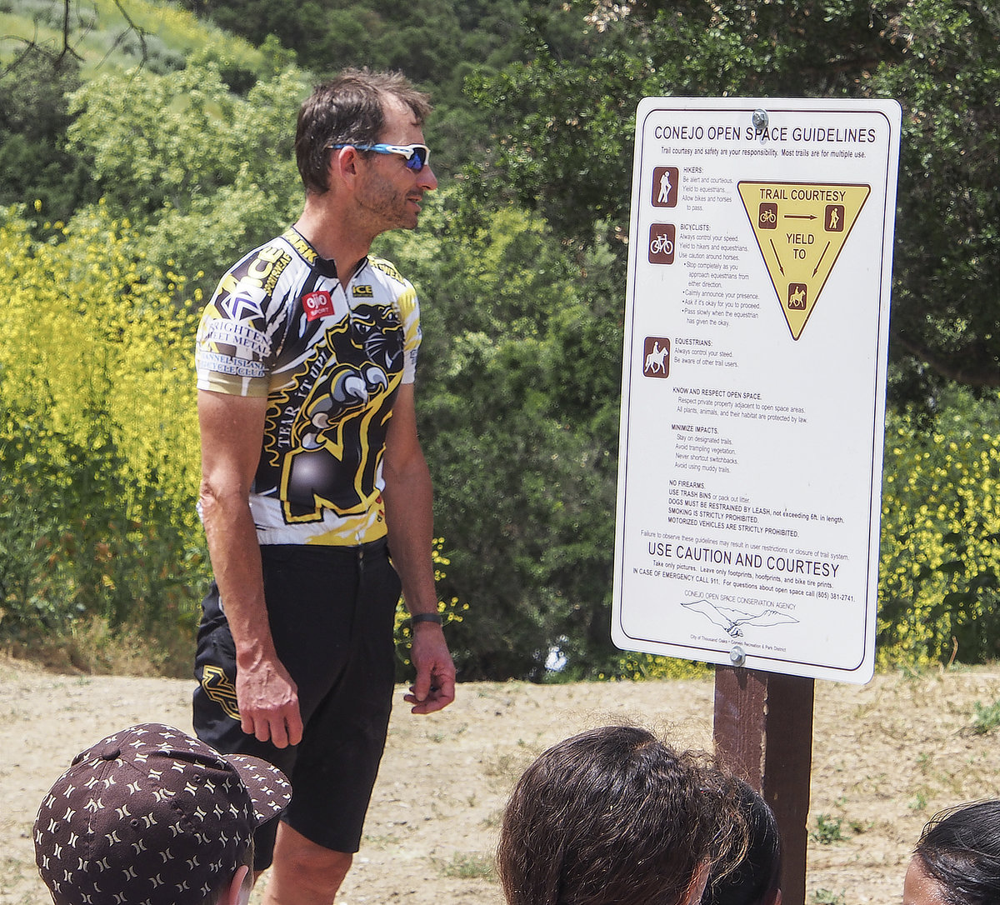 CONEJO OPEN SPACE GUIDELINES
Trail courtesy and safety are your responsibility. Most trails are for multiple use.
HIKERS:
Be alert and courteous.
Yield to equestrians.
Allow bikes and horses
to pass.
TRAIL COURTESY
YIELD
TO
BICYCLISTS:
Always control your speed.
Yield to hikers and equestrians.
Use caution around horses.
•Stop completely as you
approach equestrians from
either direction.
•Calmly announce your presence.
•Ask if it's okay for you to proceed.
•Pass slowly when the equestrian
has given the okay.
EQUESTRIANS:
Always control your steed.
Be aware of other trail users.
KNOW AND RESPECT OPEN SPACE.
Respect private property adjacent to open space areas.
All plants, animals, and their habitat are protected by law.
MINIMIZE IMPACTS.
Stay on designated trails.
Avoid trampling vegetation.
Never shortcut switchbacks.
Avoid using muddy trails.
NO FIREARMS.
USE TRASH BINS or pack out litter.
DOGS MUST BE RESTRAINED BY LEASH, not exceeding 6ft. in length.
SMOKING IS STRICTLY PROHIBITED.
MOTORIZED VEHICLES ARE STRICTLY PROHIBITED.
Failure to observe these guidelines may result in user restrictions or closure of trail system.
USE CAUTION AND COURTESY
Take only pictures. Leave only footprints, hoofprints, and bike tire prints.
IN CASE OF EMERGENCY CALL 911. For questions about open space call (805) 381-2741.
CONEJO OPEN SPACE CONSERVATION AGENCY
City of Thousand Oaks * Conejo Recreation & Park District
ojio
SPORT
ICE
SHEET METAL
CHANNEL ISLANDS
BICYCLE CLUB
TEAR IT UP!